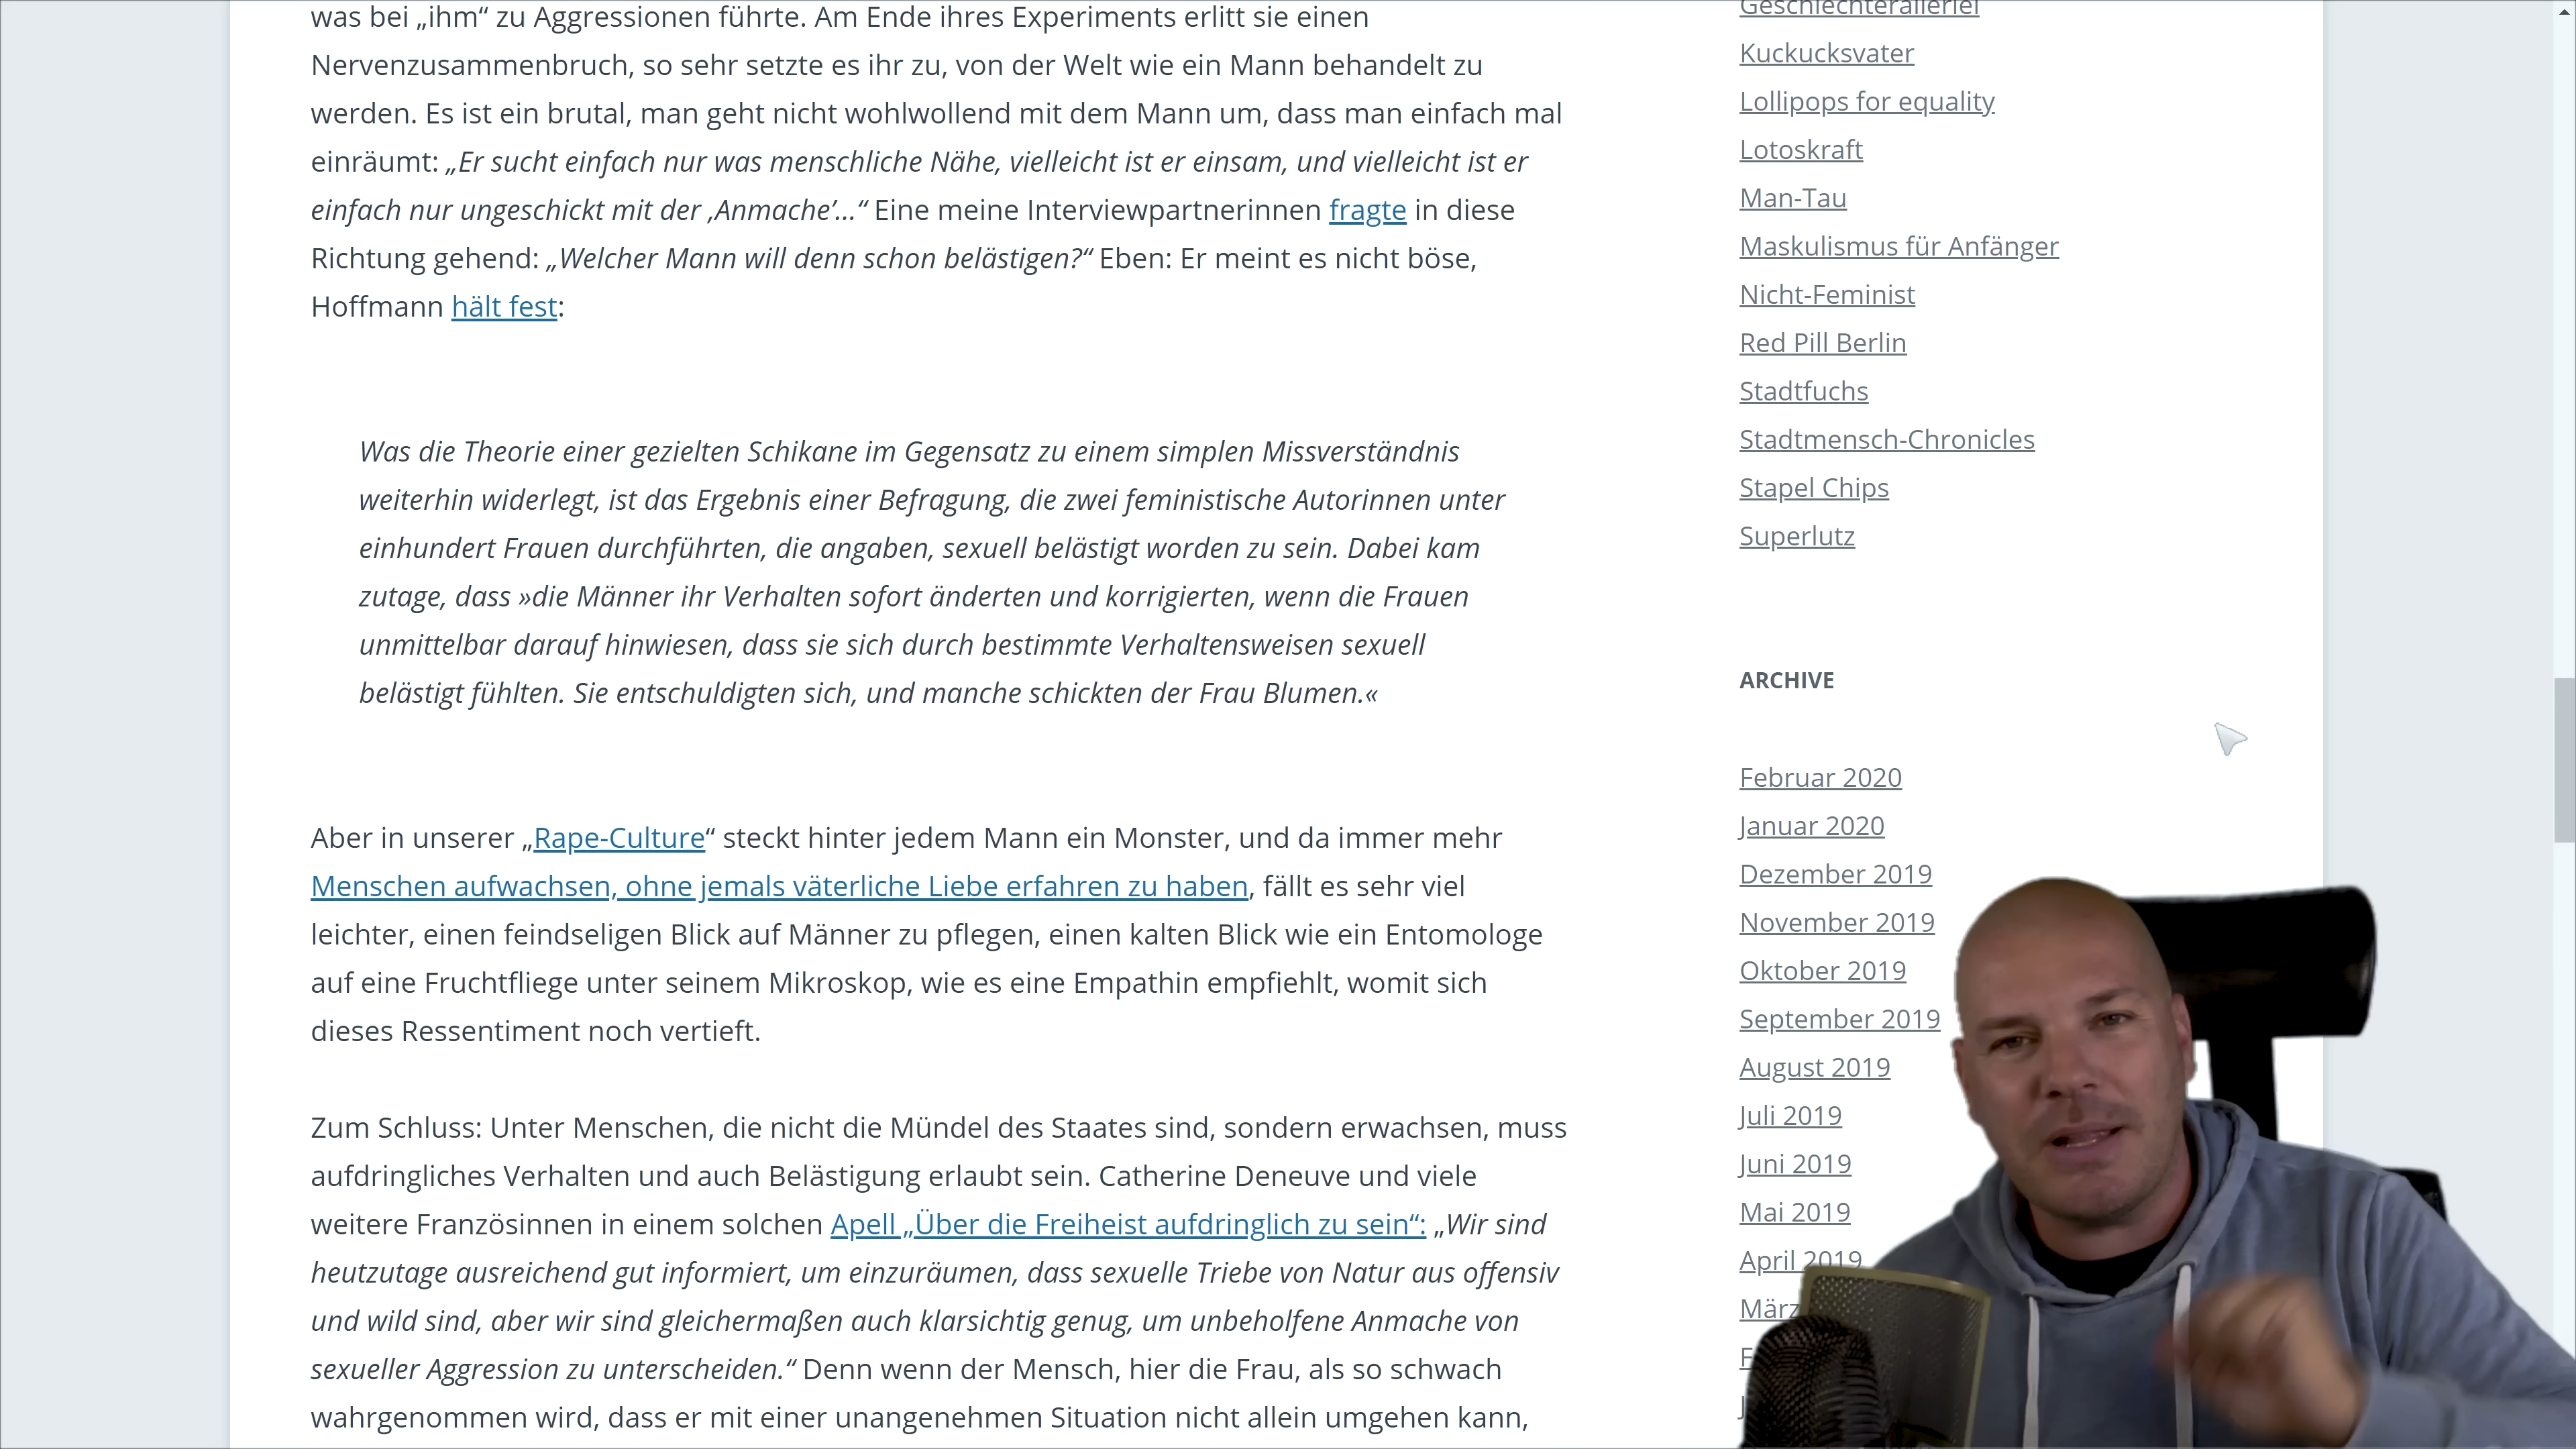 was bei „ihm“ zu Aggressionen führte. Am Ende ihres Experiments erlitt sie einen
Nervenzusammenbruch, so sehr setzte es ihr zu, von der Welt wie ein Mann behandelt zu
werden. Es ist ein brutal, man geht nicht wohlwollend mit dem Mann um, dass man einfach mal
einräumt: „Er sucht einfach nur was menschliche Nähe, vielleicht ist er einsam, und vielleicht ist er
einfach nur ungeschickt mit der ‚Anmache’…“ Eine meine Interviewpartnerinnen fragte in diese
Richtung gehend: „Welcher Mann will denn schon belästigen?“ Eben: Er meint es nicht böse,
Hoffmann hält fest:
Was die Theorie einer gezielten Schikane im Gegensatz zu einem simplen Missverständnis
weiterhin widerlegt, ist das Ergebnis einer Befragung, die zwei feministische Autorinnen unter
einhundert Frauen durchführten, die angaben, sexuell belästigt worden zu sein. Dabei kam
zutage, dass »die Männer ihr Verhalten sofort änderten und korrigierten, wenn die Frauen
unmittelbar darauf hinwiesen, dass sie sich durch bestimmte Verhaltensweisen sexuell
belästigt fühlten. Sie entschuldigten sich, und manche schickten der Frau Blumen.«
Aber in unserer „Rape-Culture“ steckt hinter jedem Mann ein Monster, und da immer mehr
Menschen aufwachsen, ohne jemals väterliche Liebe erfahren zu haben, fällt es sehr viel
leichter, einen feindseligen Blick auf Männer zu pflegen, einen kalten Blick wie ein Entomologe
auf eine Fruchtfliege unter seinem Mikroskop, wie es eine Empathin empfiehlt, womit sich
dieses Ressentiment noch vertieft.
Zum Schluss: Unter Menschen, die nicht die Mündel des Staates sind, sondern erwachsen, muss
aufdringliches Verhalten und auch Belästigung erlaubt sein. Catherine Deneuve und viele
weitere Französinnen in einem solchen Apell „Über die Freiheist aufdringlich zu sein“: „Wir sind
heutzutage ausreichend gut informiert, um einzuräumen, dass sexuelle Triebe von Natur aus offensiv
und wild sind, aber wir sind gleichermaßen auch klarsichtig genug, um unbeholfene Anmache von
sexueller Aggression zu unterscheiden.“ Denn wenn der Mensch, hier die Frau, als so schwach
wahrgenommen wird, dass er mit einer unangenehmen Situation nicht allein umgehen kann,
Geschlechterallerlei
Kuckucksvater
Lollipops for equality
Lotoskraft
Man-Tau
Maskulismus für Anfänger
Nicht-Feminist
Red Pill Berlin
Stadtfuchs
Stadtmensch-Chronicles
Stapel Chips
Superlutz
ARCHIVE
Februar 2020
Januar 2020
Dezember 2019
November 2019
Oktober 2019
September 2019
August 2019
Juli 2019
Juni 2019
Mai 2019
April 2019
März